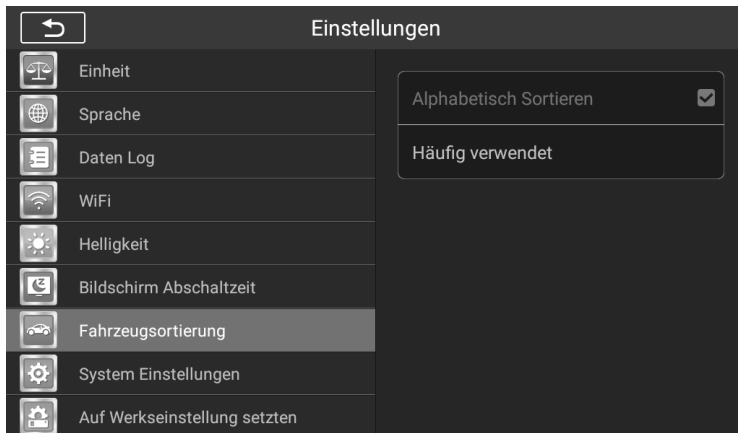 Einstellungen
Einheit
Sprache
Daten Log
WiFi
Helligkeit
Bildschirm Abschaltzeit
Fahrzeugsortierung
System Einstellungen
Auf Werkseinstellung setzten
Alphabetisch Sortieren
Häufig verwendet